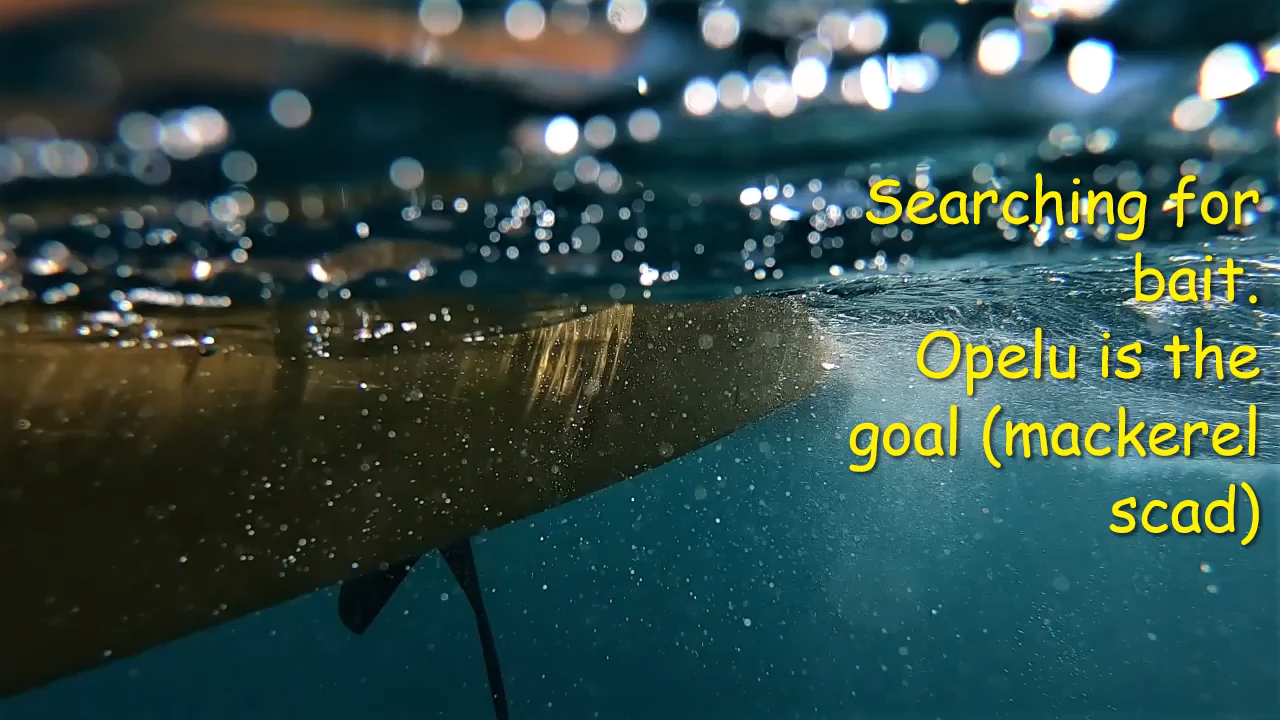 Searching for
bait.
Opelu is the
goal (mackerel
scad)